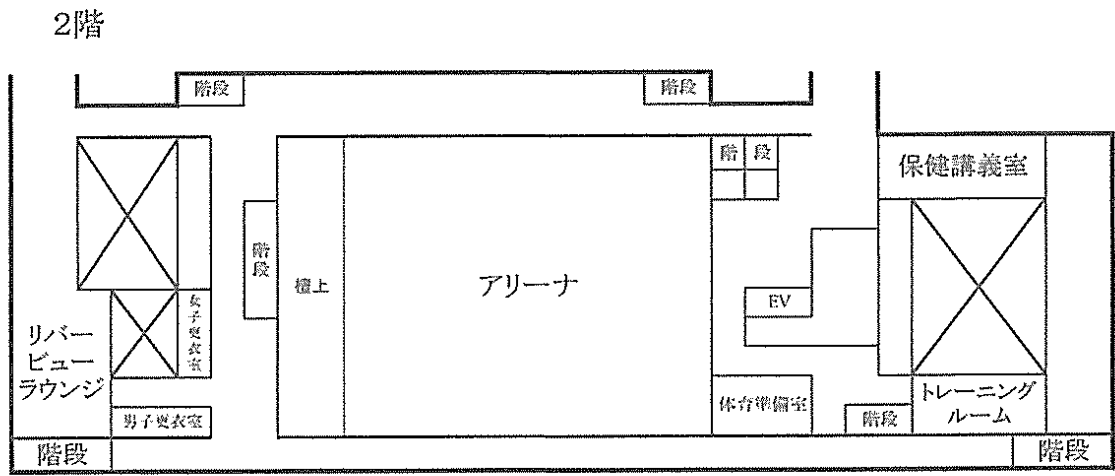 2階
階段
階段
階 段
保健講義室
階段
壇上
アリーナ
EV
女子更衣室
リバー
ビュー
ラウンジ
男子更衣室
体育準備室
階段
トレーニング
ルーム
階段
階段